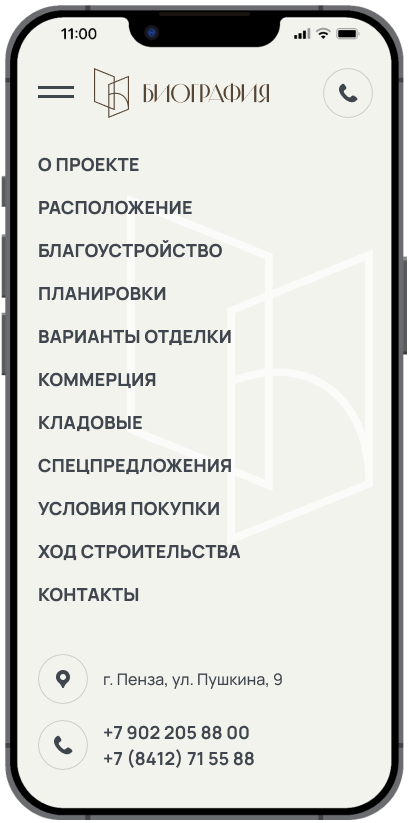 11:00
БИОГРАФИЯ
О ПРОЕКТЕ
РАСПОЛОЖЕНИЕ
БЛАГОУСТРОЙСТВО
ПЛАНИРОВКИ
ВАРИАНТЫ ОТДЕЛКИ
КОММЕРЦИЯ
КЛАДОВЫЕ
СПЕЦПРЕДЛОЖЕНИЯ
УСЛОВИЯ ПОКУПКИ
ХОД СТРОИТЕЛЬСТВА
КОНТАКТЫ
г. Пенза, ул. Пушкина, 9
+7 902 205 88 00
+7 (8412) 71 55 88